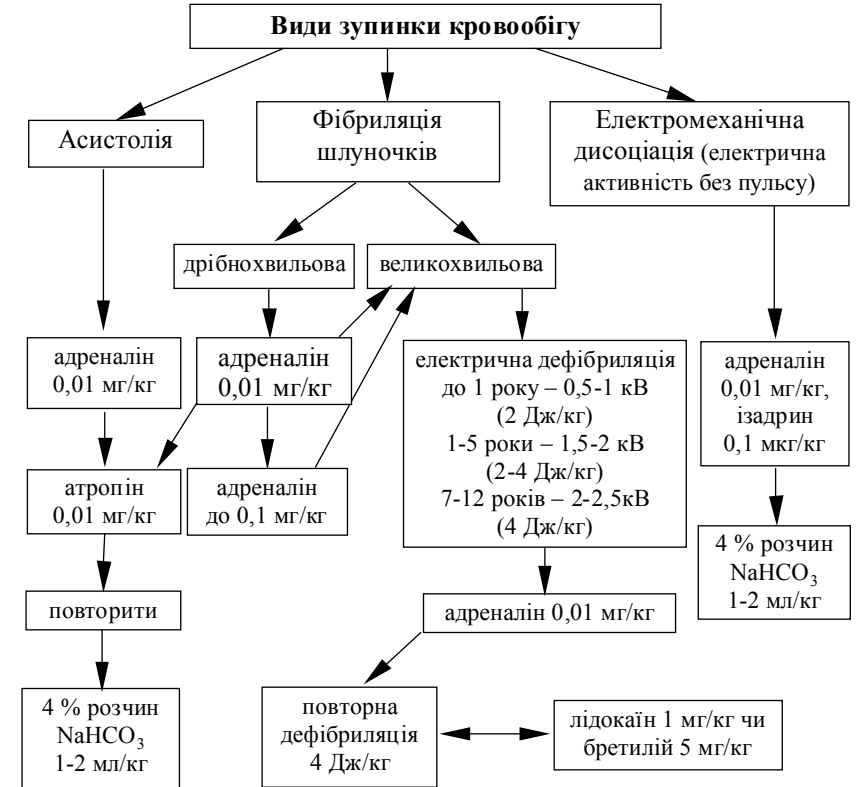 Види зупинки кровообігу
Асистолія
Фібриляція
шлуночків
Електромеханічна
дисоціація (електрична
активність без пульсу)
дрібнохвильова
великохвильова
адреналін
0,01 мг/кг
адреналін
0,01 мг/кг
електрична дефібриляція
до 1 року – 0,5-1 кВ
(2 Дж/кг)
1-5 роки – 1,5-2 кВ
(2-4 Дж/кг)
7-12 років – 2-2,5кВ
(4 Дж/кг)
адреналін
0,01 мг/кг,
ізадрин
0,1 мкг/кг
атропін
0,01 мг/кг
адреналін
до 0,1 мг/кг
4 % розчин
NaHCO₃
1-2 мл/кг
повторити
адреналін 0,01 мг/кг
4 % розчин
NaHCO₃
1-2 мл/кг
повторна
дефібриляція
4 Дж/кг
лідокаїн 1 мг/кг чи
бретилій 5 мг/кг